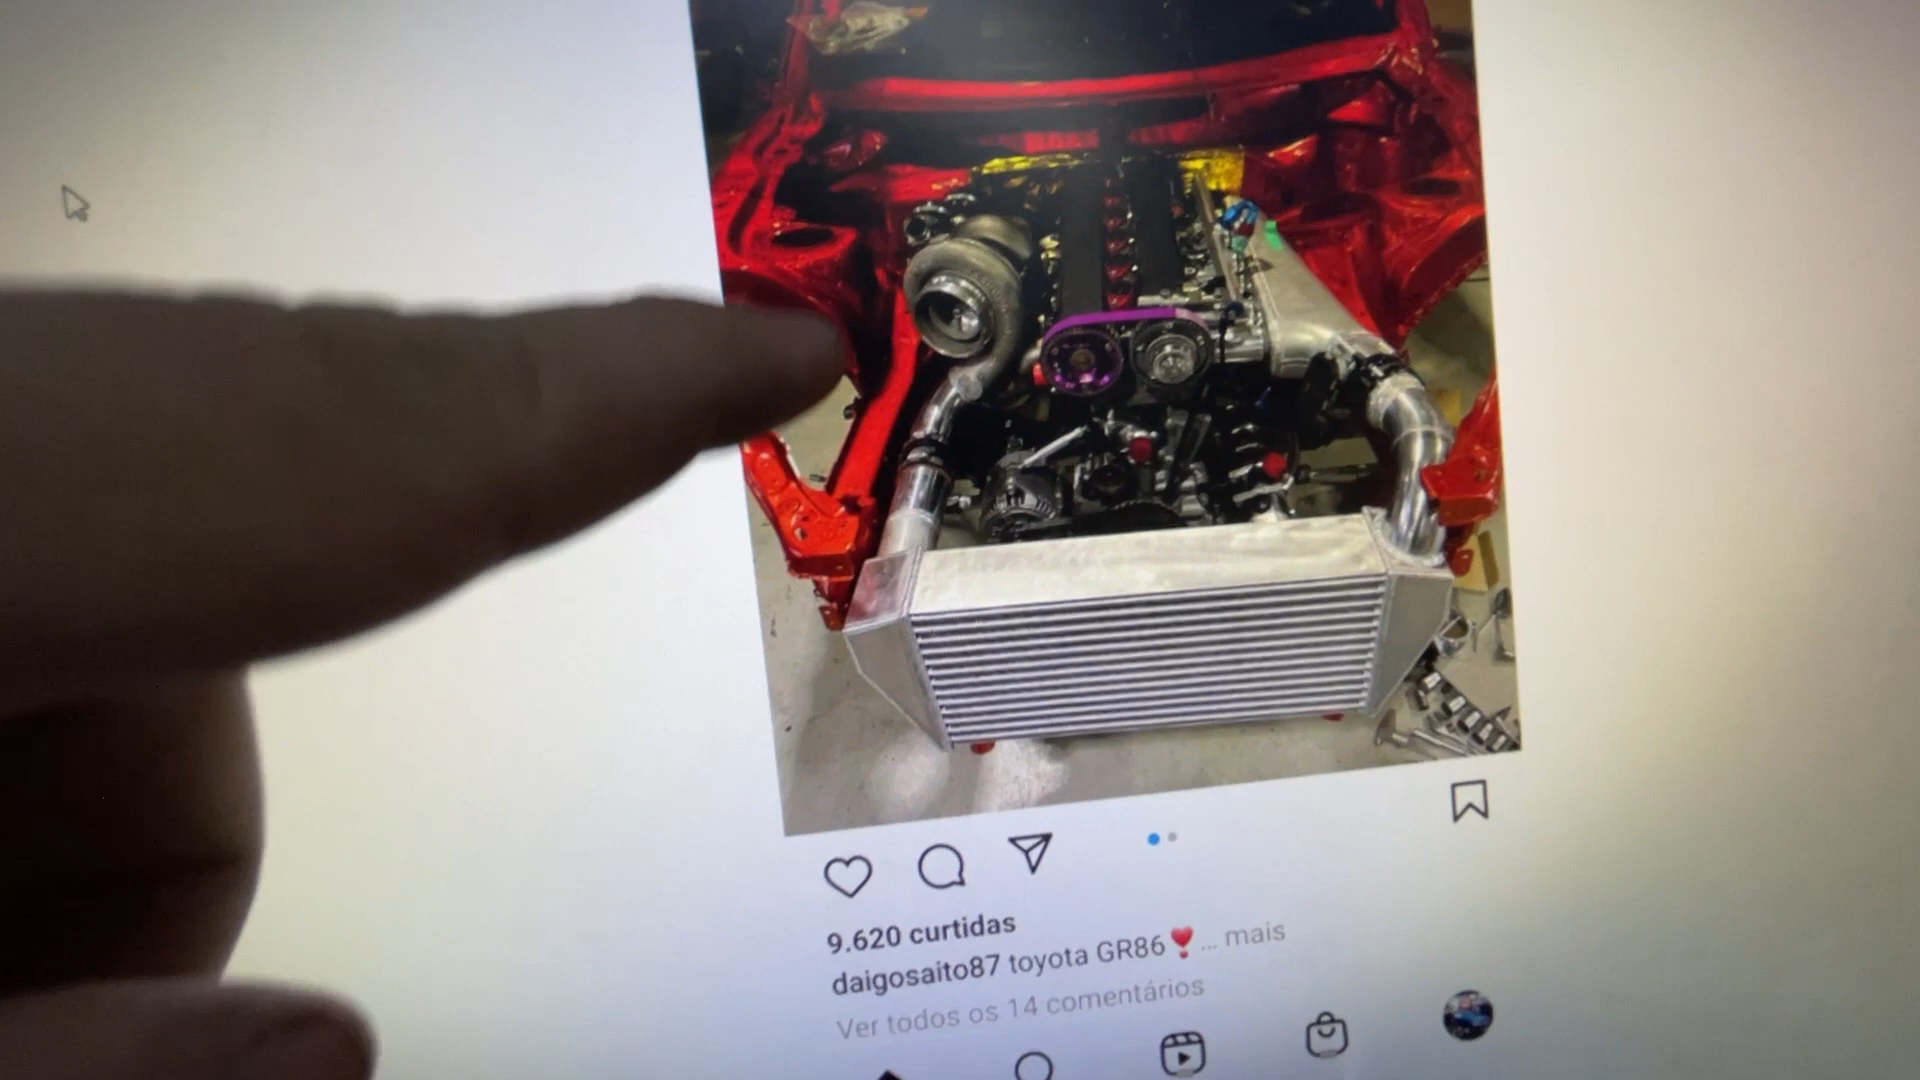 9.620 curtidas
daigosaito87 toyota GR86❣️... mais
Ver todos os 14 comentários